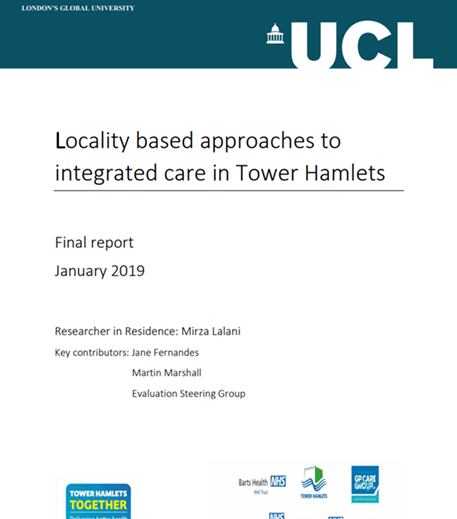 LONDON'S GLOBAL UNIVERSITY
UCL
Locality based approaches to
integrated care in Tower Hamlets
Final report
January 2019
Researcher in Residence: Mirza Lalani
Key contributors: Jane Fernandes
Martin Marshall
Evaluation Steering Group
TOWER HAMLETS
TOGETHER
Barts Health NHS
NHS Trust
TOWER HAMLETS
GP CARE
GROUP
NHS
NHS